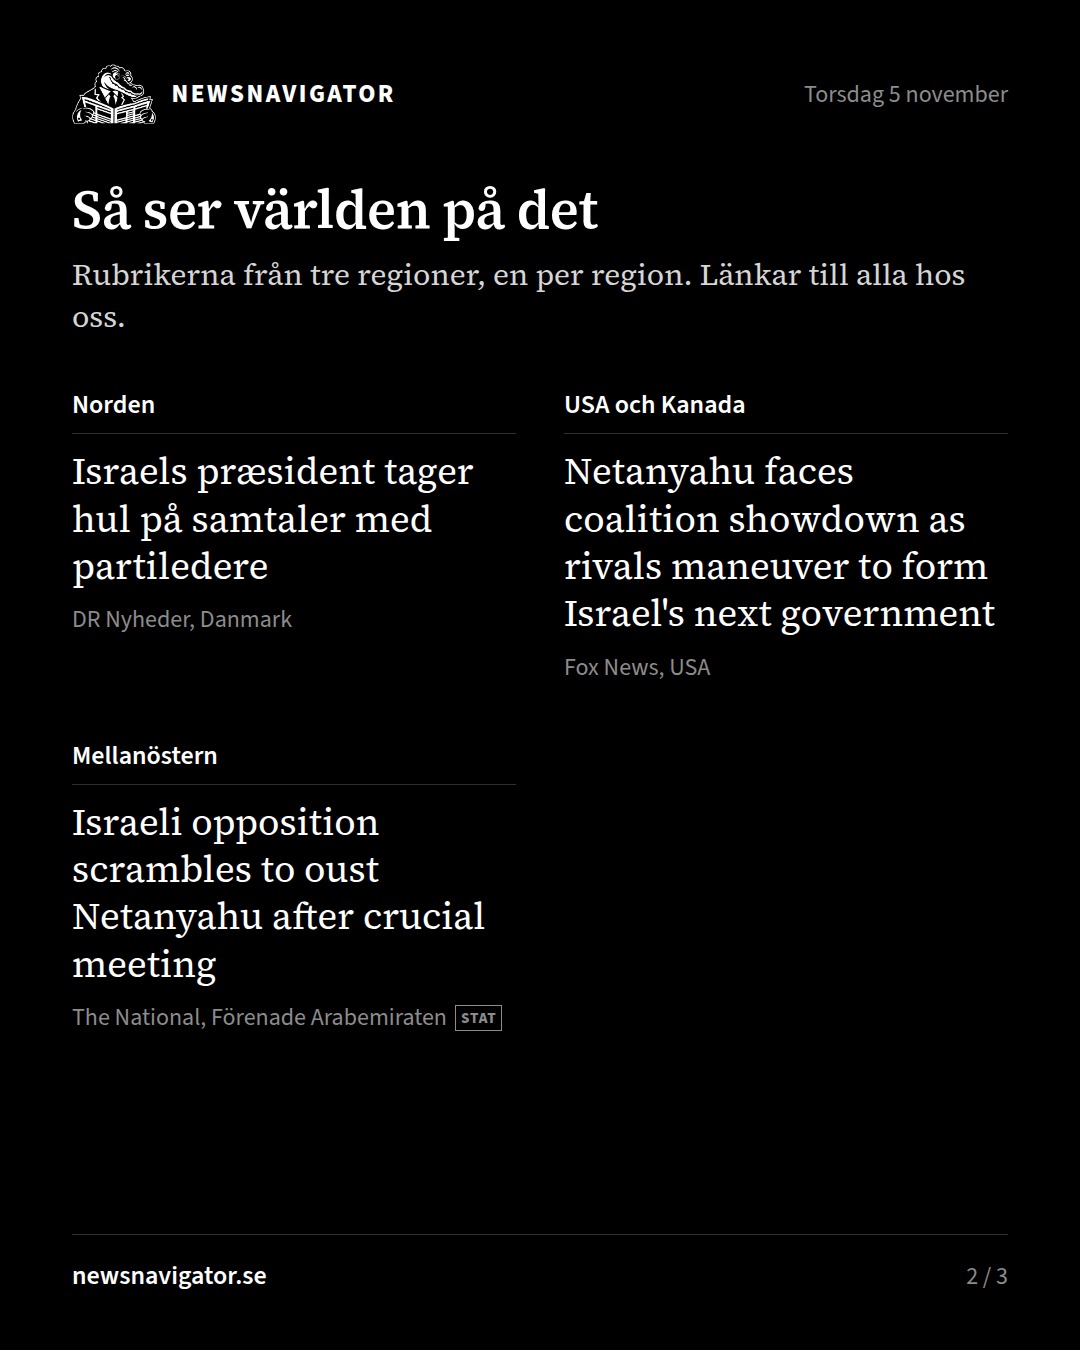 NEWSNAVIGATOR
Torsdag 5 november
Så ser världen på det
Rubrikerna från tre regioner, en per region. Länkar till alla hos
oss.
Norden
Israels præsident tager
hul på samtaler med
partiledere
DR Nyheder, Danmark
USA och Kanada
Netanyahu faces
coalition showdown as
rivals maneuver to form
Israel's next government
Fox News, USA
Mellanöstern
Israeli opposition
scrambles to oust
Netanyahu after crucial
meeting
The National, Förenade Arabemiraten STAT
newsnavigator.se
2 / 3